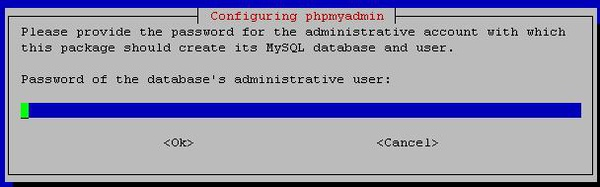 Configuring phpmyadmin
Please provide the password for the administrative account with which
this package should create its MySQL database and user.
Password of the database's administrative user:
<Ok> <Cancel>